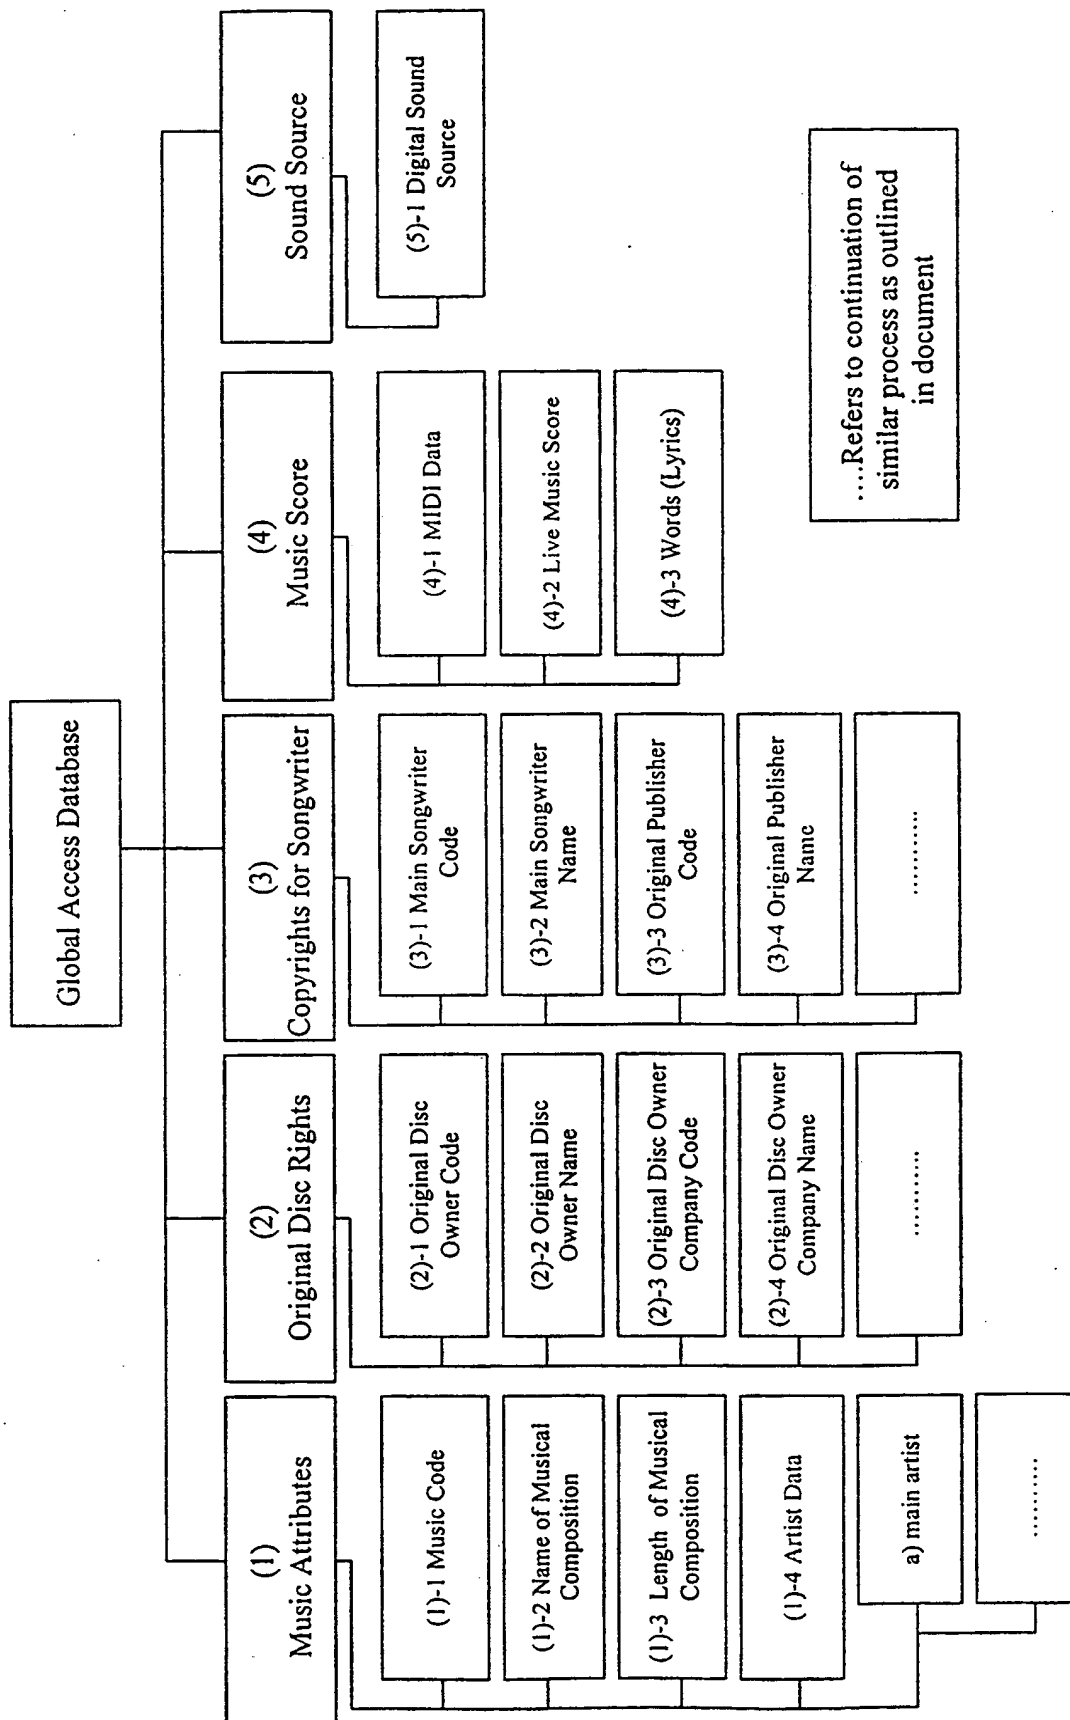 Global Access Database
(1)
Music Attributes
(1)-1 Music Code
(1)-2 Name of Musical
Composition
(1)-3 Length of Musical
Composition
(1)-4 Artist Data
a) main artist
..........
(2)
Original Disc Rights
(2)-1 Original Disc
Owner Code
(2)-2 Original Disc
Owner Name
(2)-3 Original Disc Owner
Company Code
(2)-4 Original Disc Owner
Company Name
..........
(3)
Copyrights for Songwriter
(3)-1 Main Songwriter
Code
(3)-2 Main Songwriter
Name
(3)-3 Original Publisher
Code
(3)-4 Original Publisher
Name
..........
(4)
Music Score
(4)-1 MIDI Data
(4)-2 Live Music Score
(4)-3 Words (Lyrics)
(5)
Sound Source
(5)-1 Digital Sound
Source
....Refers to continuation of
similar process as outlined
in document